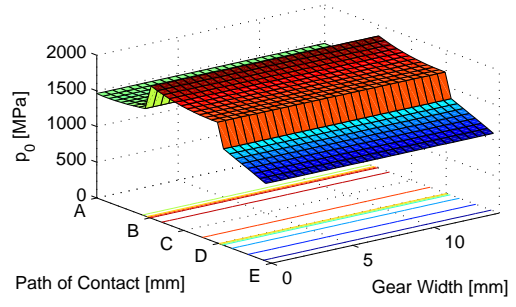 2000
1500
1000
500
0
p0 [MPa]
A
B
C
D
E
0
5
10
Path of Contact [mm]
Gear Width [mm]